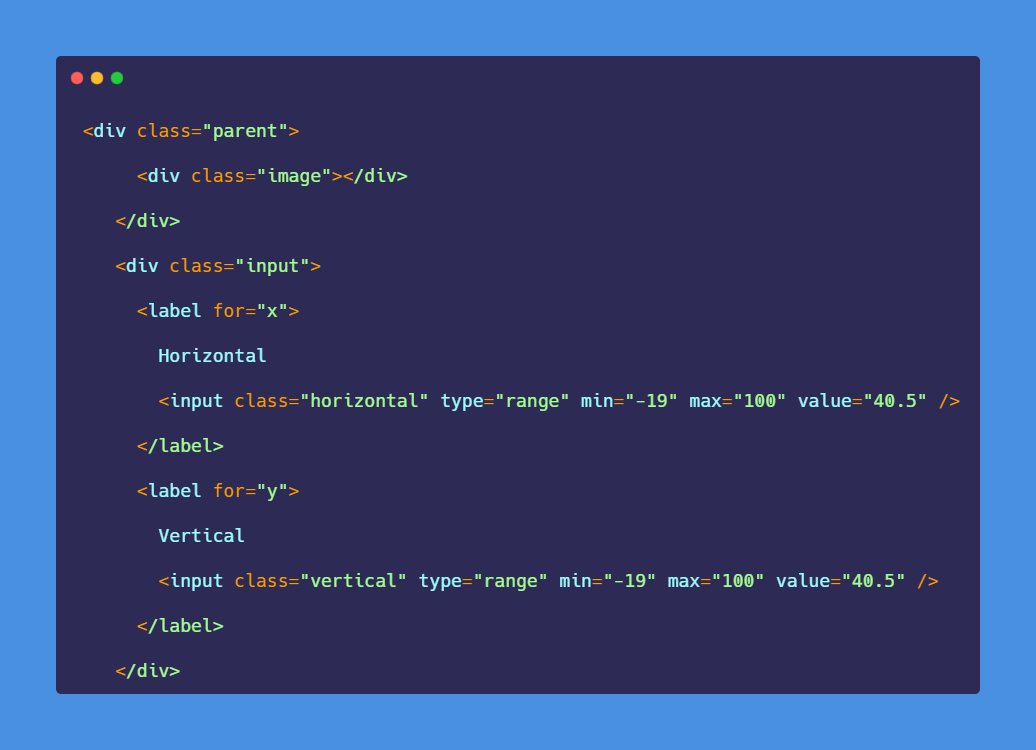 <div class="parent">
<div class="image"></div>
</div>
<div class="input">
<label for="x">
Horizontal
<input class="horizontal" type="range" min="-19" max="100" value="40.5" />
</label>
<label for="y">
Vertical
<input class="vertical" type="range" min="-19" max="100" value="40.5" />
</label>
</div>